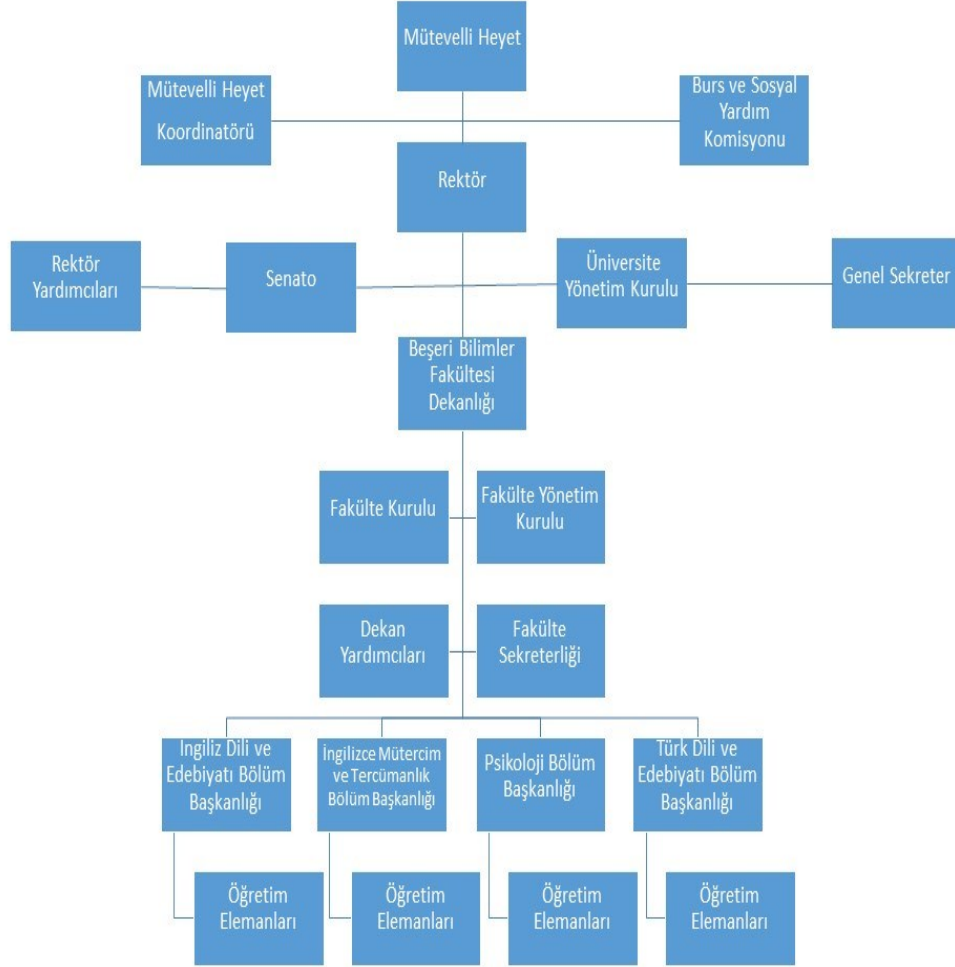 Mütevelli Heyet
Mütevelli Heyet
Koordinatörü
Burs ve Sosyal
Yardım
Komisyonu
Rektör
Rektör
Yardımcıları
Senato
Üniversite
Yönetim Kurulu
Genel Sekreter
Beşeri Bilimler
Fakültesi
Dekanlığı
Fakülte Kurulu
Fakülte Yönetim
Kurulu
Dekan
Yardımcıları
Fakülte
Sekreterliği
Ingiliz Dili ve
Edebiyatı Bölüm
Başkanlığı
İngilizce Mütercim
ve Tercümanlık
Bölüm Başkanlığı
Psikoloji Bölüm
Başkanlığı
Türk Dili ve
Edebiyatı Bölüm
Başkanlığı
Öğretim
Elemanları
Öğretim
Elemanları
Öğretim
Elemanları
Öğretim
Elemanları